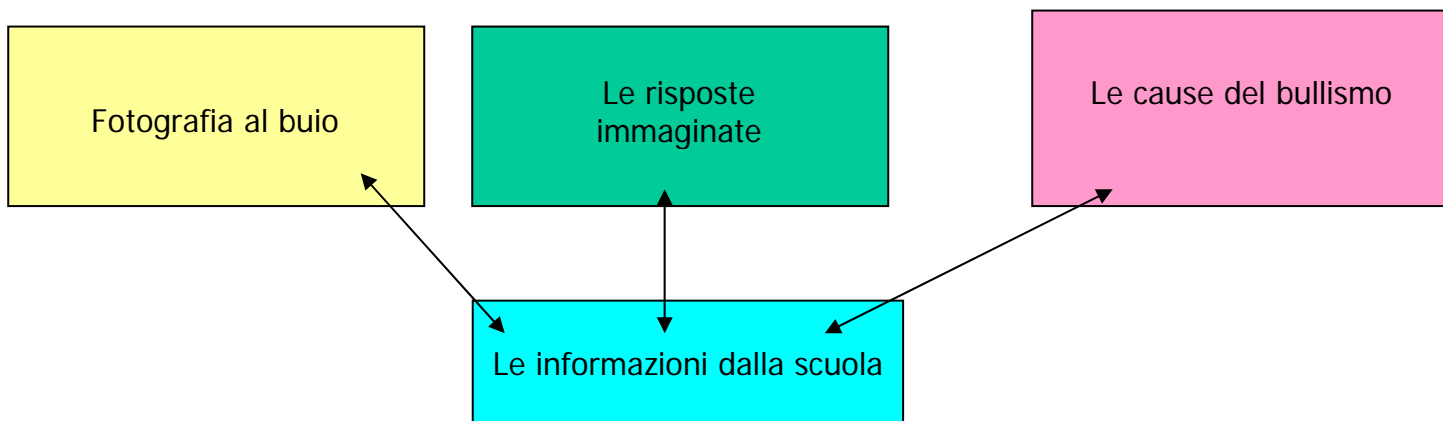 Fotografia al buio
Le risposte
immaginate
Le cause del bullismo
Le informazioni dalla scuola